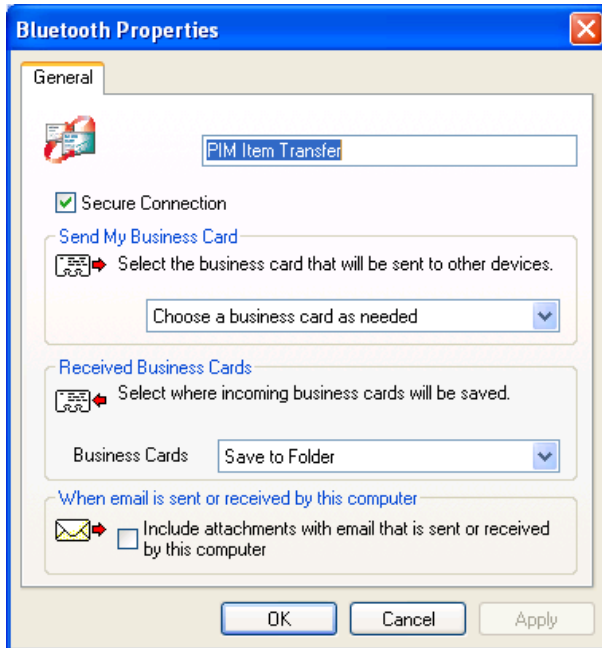 Bluetooth Properties
General
PIM Item Transfer
Secure Connection
Send My Business Card
Select the business card that will be sent to other devices.
Choose a business card as needed
Received Business Cards
Select where incoming business cards will be saved.
Business Cards Save to Folder
When email is sent or received by this computer
Include attachments with email that is sent or received
by this computer
OK Cancel Apply